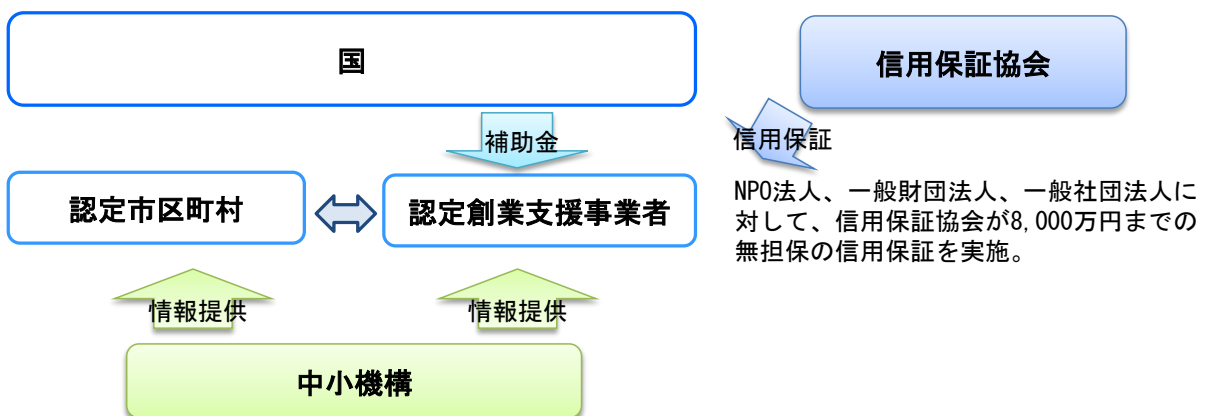 国
信用保証協会
補助金
信用保証
認定市区町村
認定創業支援事業者
NPO法人、一般財団法人、一般社団法人に
対して、信用保証協会が8,000万円までの
無担保の信用保証を実施。
情報提供
情報提供
中小機構